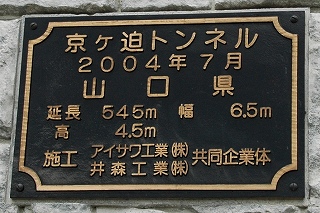 京ヶ迫トンネル
2004年7月
山口県
延長 545m 幅 6.5m
高 4.5m
施工 アイサワ工業㈱ 共同企業体
井森工業㈱